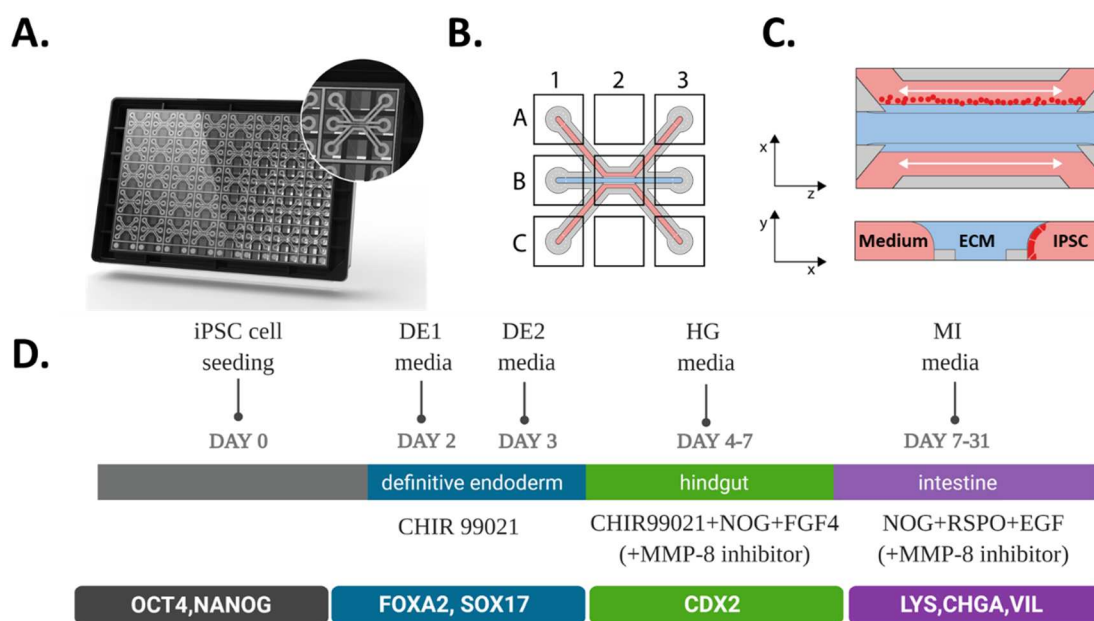 A.
B.
1 2 3
A
B
C
C.
x
z
y
x
Medium ECM IPSC
D.
iPSC cell
seeding
DE1
media
DE2
media
HG
media
MI
media
DAY 0 DAY 2 DAY 3 DAY 4-7 DAY 7-31
definitive endoderm hindgut intestine
CHIR 99021
CHIR99021+NOG+FGF4
(+MMP-8 inhibitor)
NOG+RSPO+EGF
(+MMP-8 inhibitor)
OCT4,NANOG FOXA2, SOX17 CDX2 LYS,CHGA,VIL